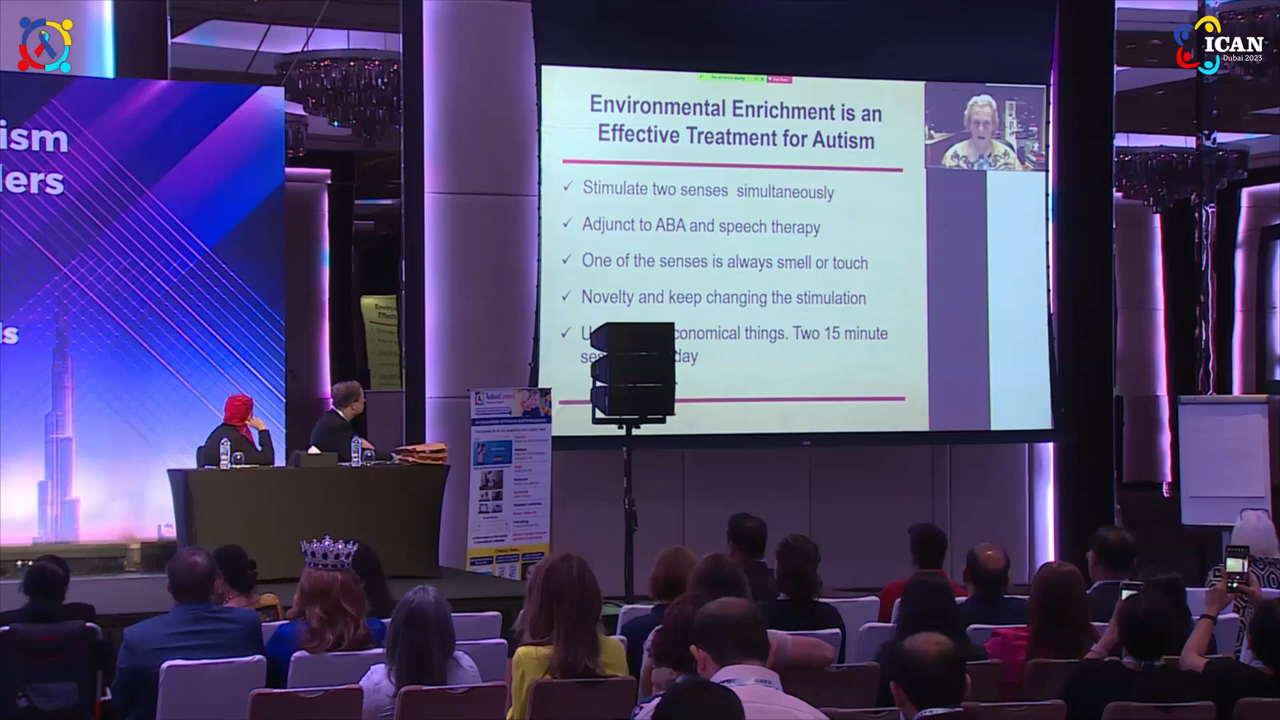 ICAN
Dubai 2023
ism
lers
s
Environmental Enrichment is an
Effective Treatment for Autism
✓ Stimulate two senses simultaneously
✓ Adjunct to ABA and speech therapy
✓ One of the senses is always smell or touch
✓ Novelty and keep changing the stimulation
✓ U conomical things. Two 15 minute
ses day